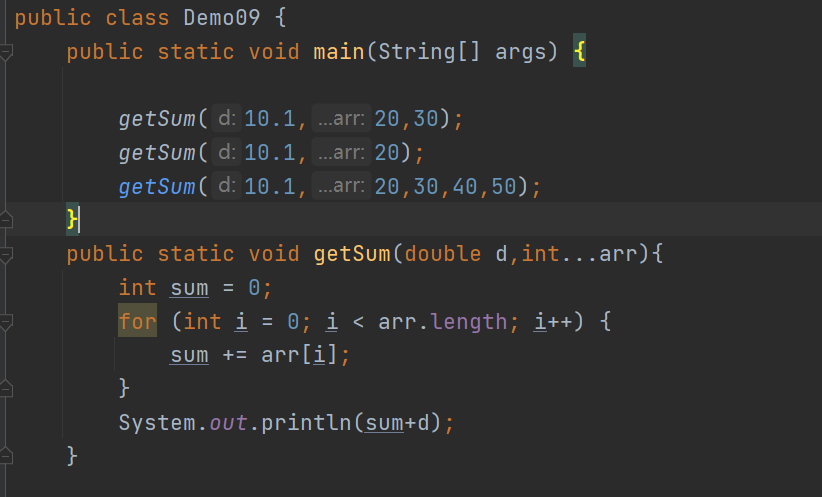 public class Demo09 {
public static void main(String[] args) {
getSum( d: 10.1, ...arr: 20,30);
getSum( d: 10.1, ...arr: 20);
getSum( d: 10.1, ...arr: 20,30,40,50);
}
public static void getSum(double d,int...arr){
int sum = 0;
for (int i = 0; i < arr.length; i++) {
sum += arr[i];
}
System.out.println(sum+d);
}